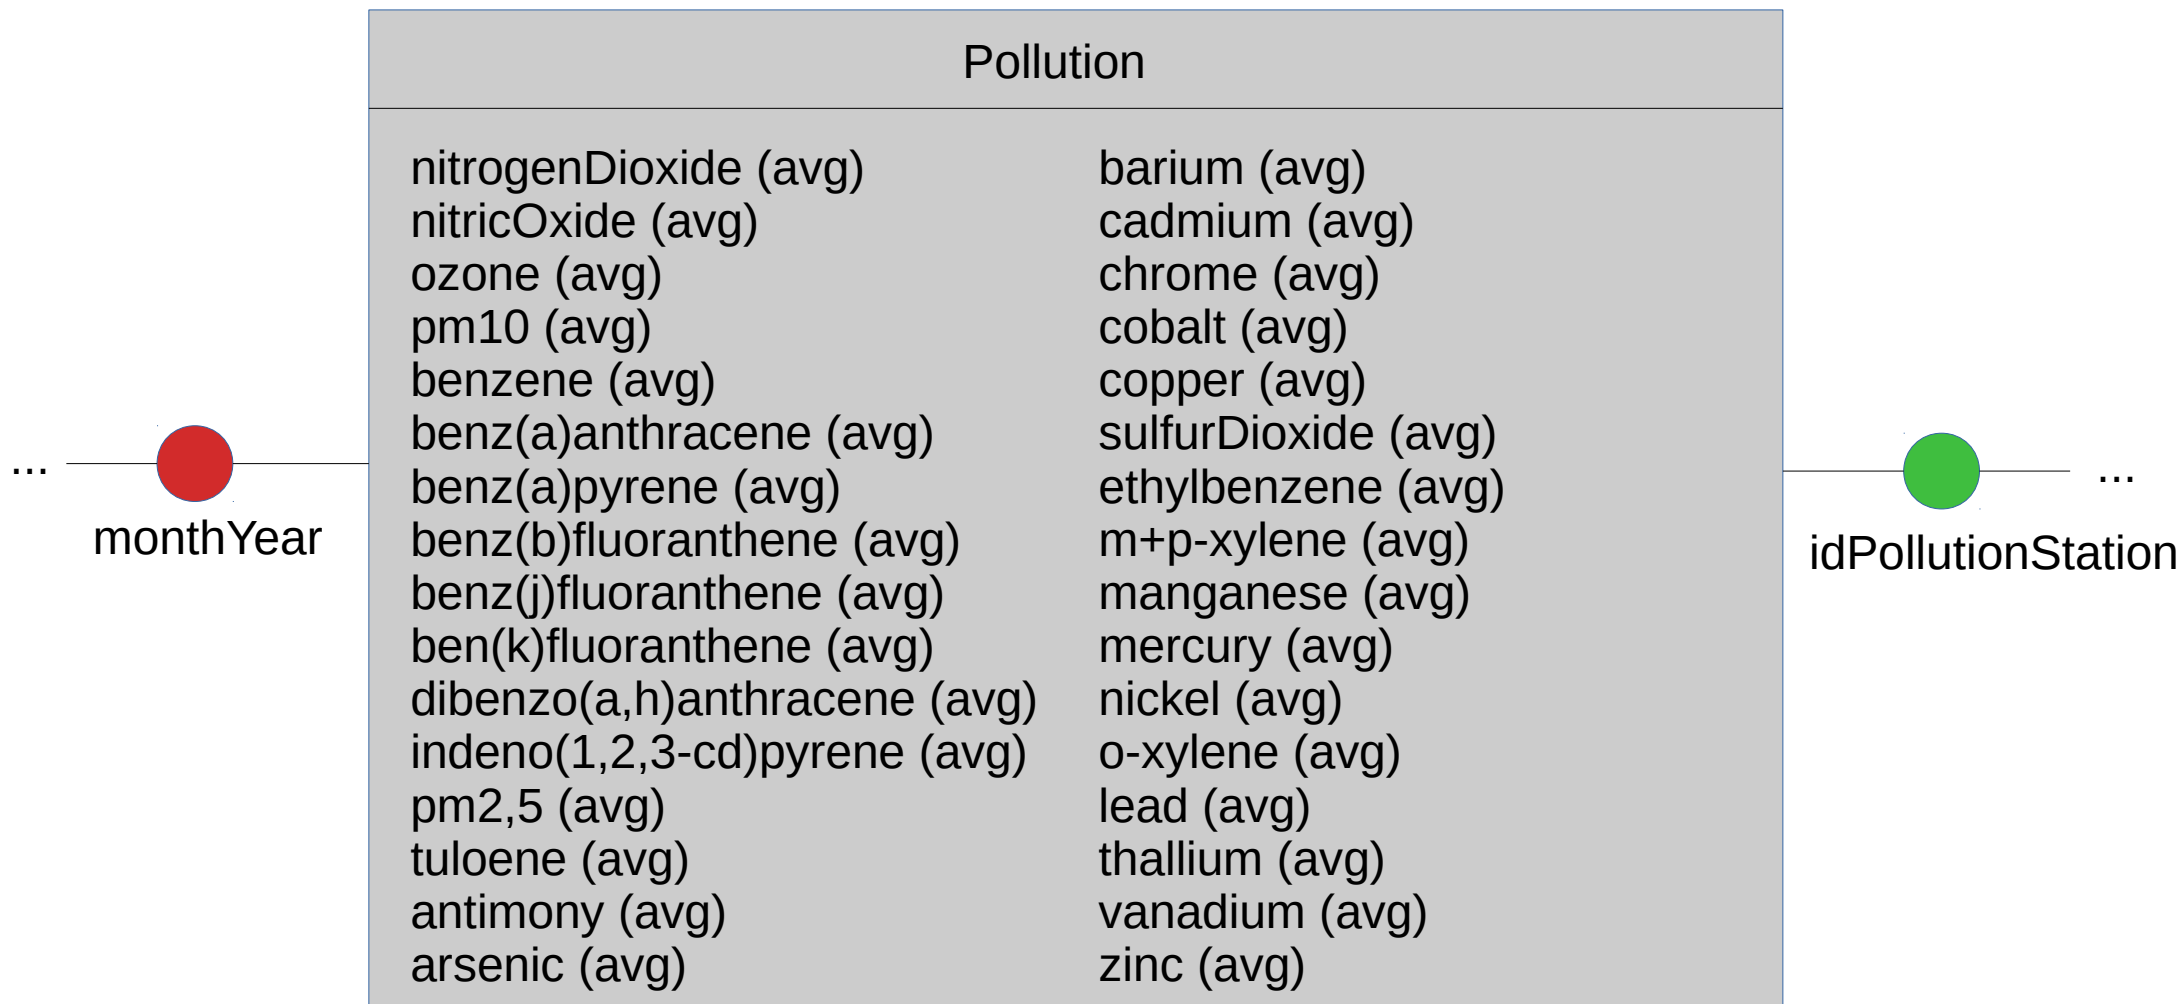 Pollution
nitrogenDioxide (avg)
nitricOxide (avg)
ozone (avg)
pm10 (avg)
benzene (avg)
benz(a)anthracene (avg)
benz(a)pyrene (avg)
benz(b)fluoranthene (avg)
benz(j)fluoranthene (avg)
ben(k)fluoranthene (avg)
dibenzo(a,h)anthracene (avg)
indeno(1,2,3-cd)pyrene (avg)
pm2,5 (avg)
tuloene (avg)
antimony (avg)
arsenic (avg)
barium (avg)
cadmium (avg)
chrome (avg)
cobalt (avg)
copper (avg)
sulfurDioxide (avg)
ethylbenzene (avg)
m+p-xylene (avg)
manganese (avg)
mercury (avg)
nickel (avg)
o-xylene (avg)
lead (avg)
thallium (avg)
vanadium (avg)
zinc (avg)
...
monthYear
...
idPollutionStation